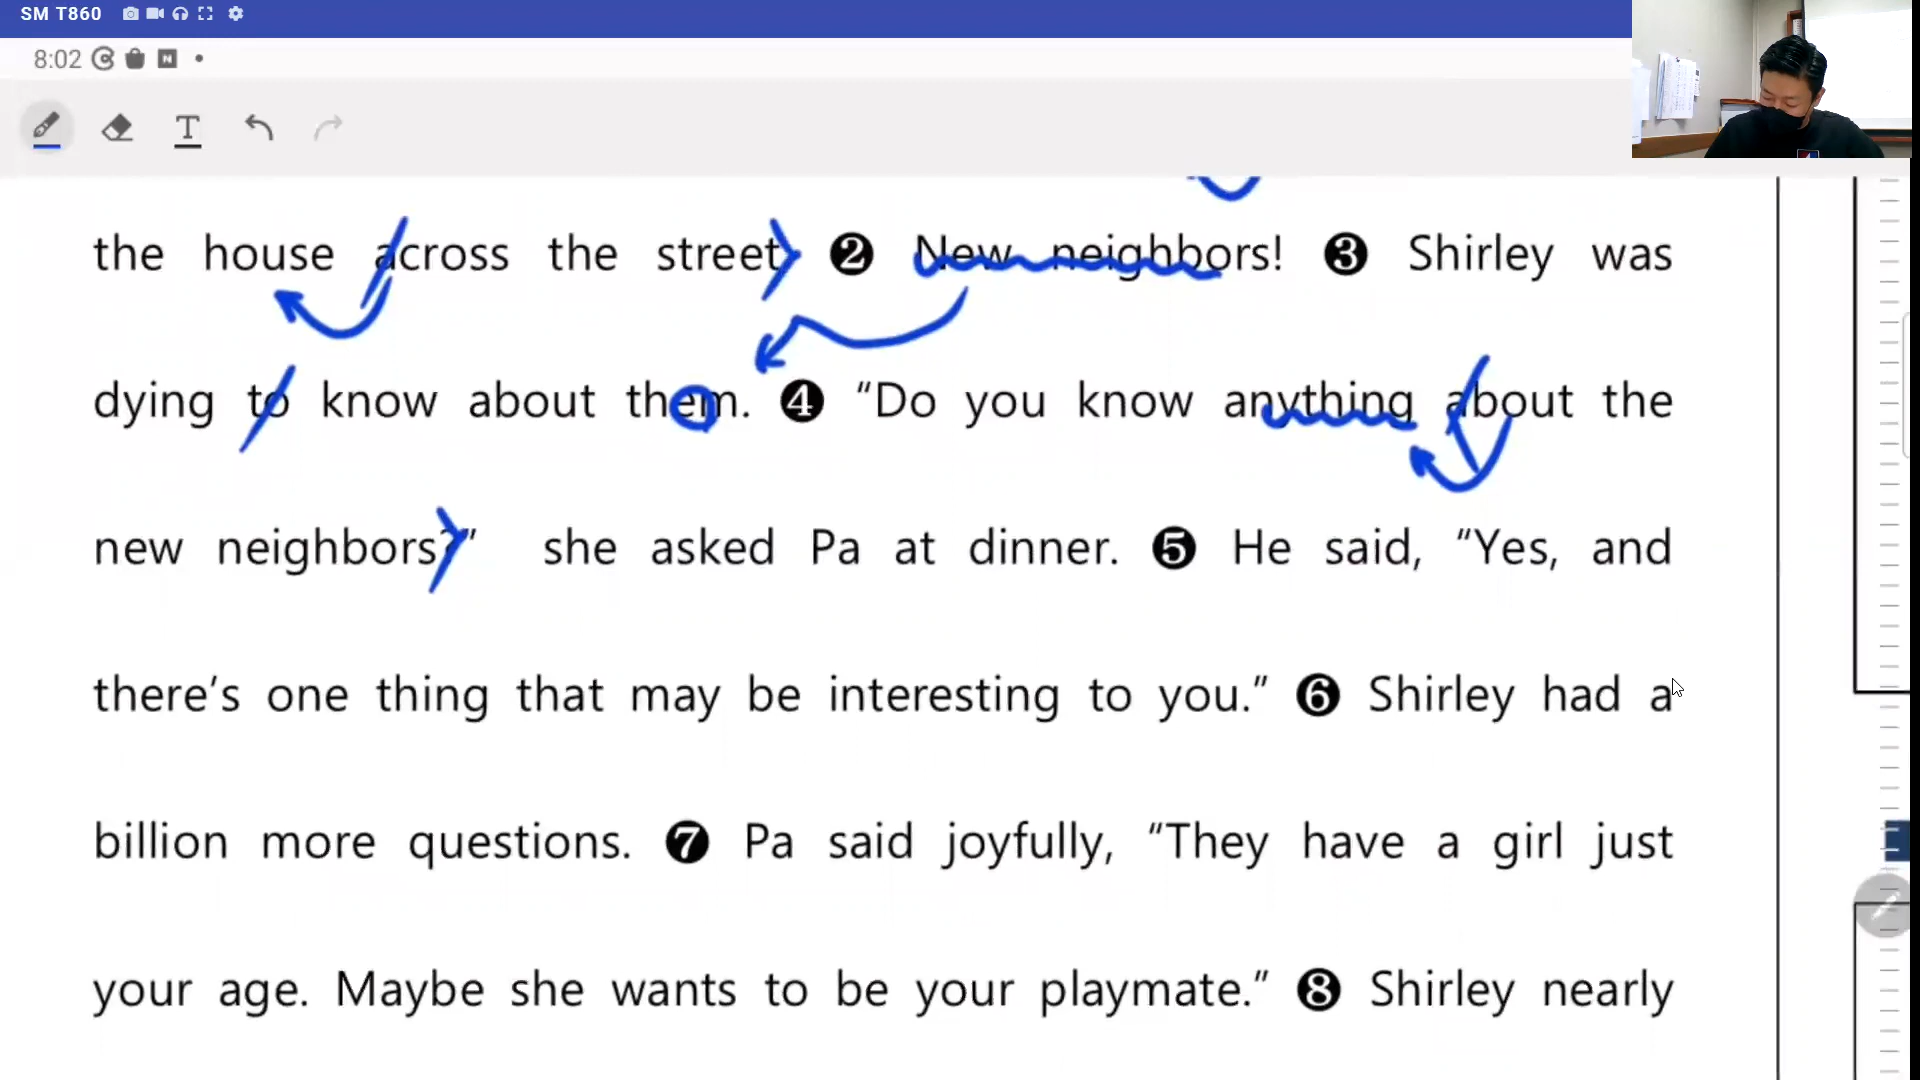 SM T860
8:02
T
the house across the street. ❷ New neighbors! ❸ Shirley was
dying to know about them. ❹ “Do you know anything about the
new neighbors?” she asked Pa at dinner. ❺ He said, “Yes, and
there’s one thing that may be interesting to you.” ❻ Shirley had a
billion more questions. ❼ Pa said joyfully, “They have a girl just
your age. Maybe she wants to be your playmate.” ❽ Shirley nearly